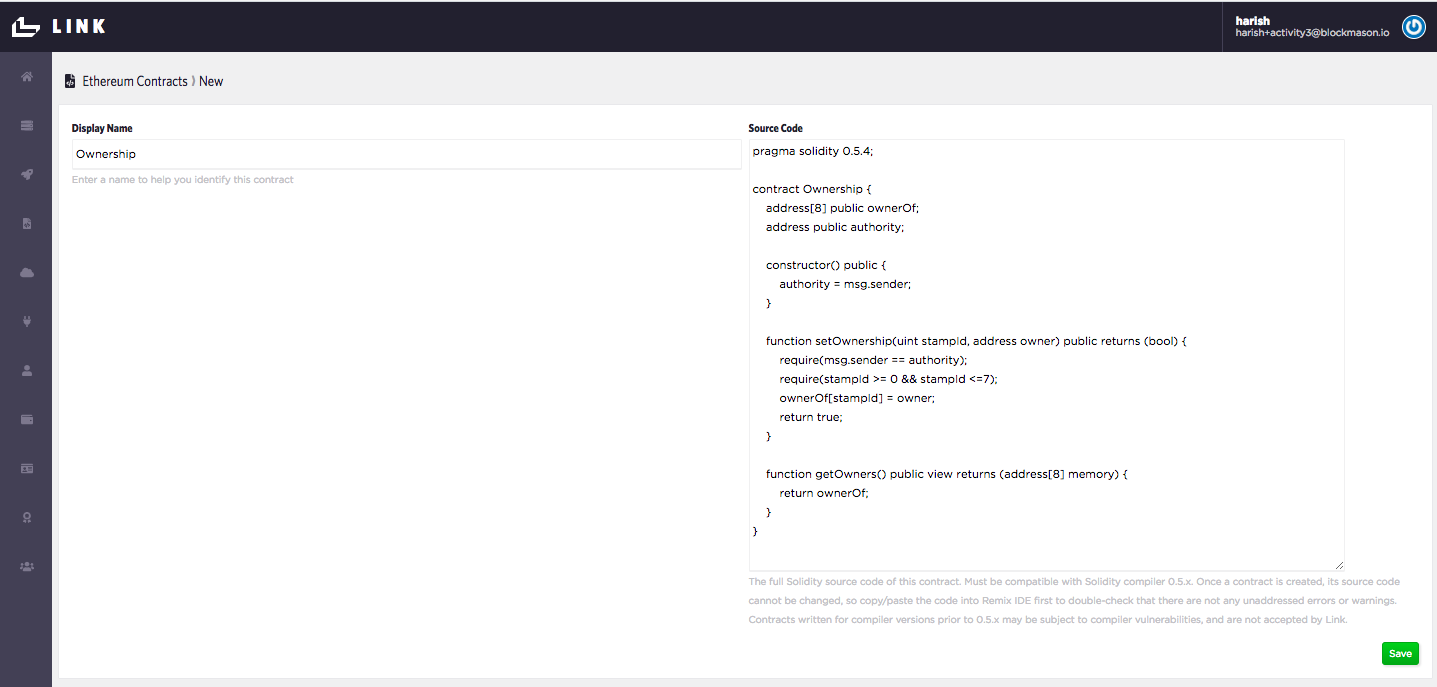 LINK
harish
harish+activity3@blockmason.io
Ethereum Contracts ⟩ New
Display Name
Ownership
Enter a name to help you identify this contract
Source Code
pragma solidity 0.5.4;
contract Ownership {
address[8] public ownerOf;
address public authority;
constructor() public {
authority = msg.sender;
}
function setOwnership(uint stampId, address owner) public returns (bool) {
require(msg.sender == authority);
require(stampId >= 0 && stampId <=7);
ownerOf[stampId] = owner;
return true;
}
function getOwners() public view returns (address[8] memory) {
return ownerOf;
}
}
The full Solidity source code of this contract. Must be compatible with Solidity compiler 0.5.x. Once a contract is created, its source code
cannot be changed, so copy/paste the code into Remix IDE first to double-check that there are not any unaddressed errors or warnings.
Contracts written for compiler versions prior to 0.5.x may be subject to compiler vulnerabilities, and are not accepted by Link.
Save